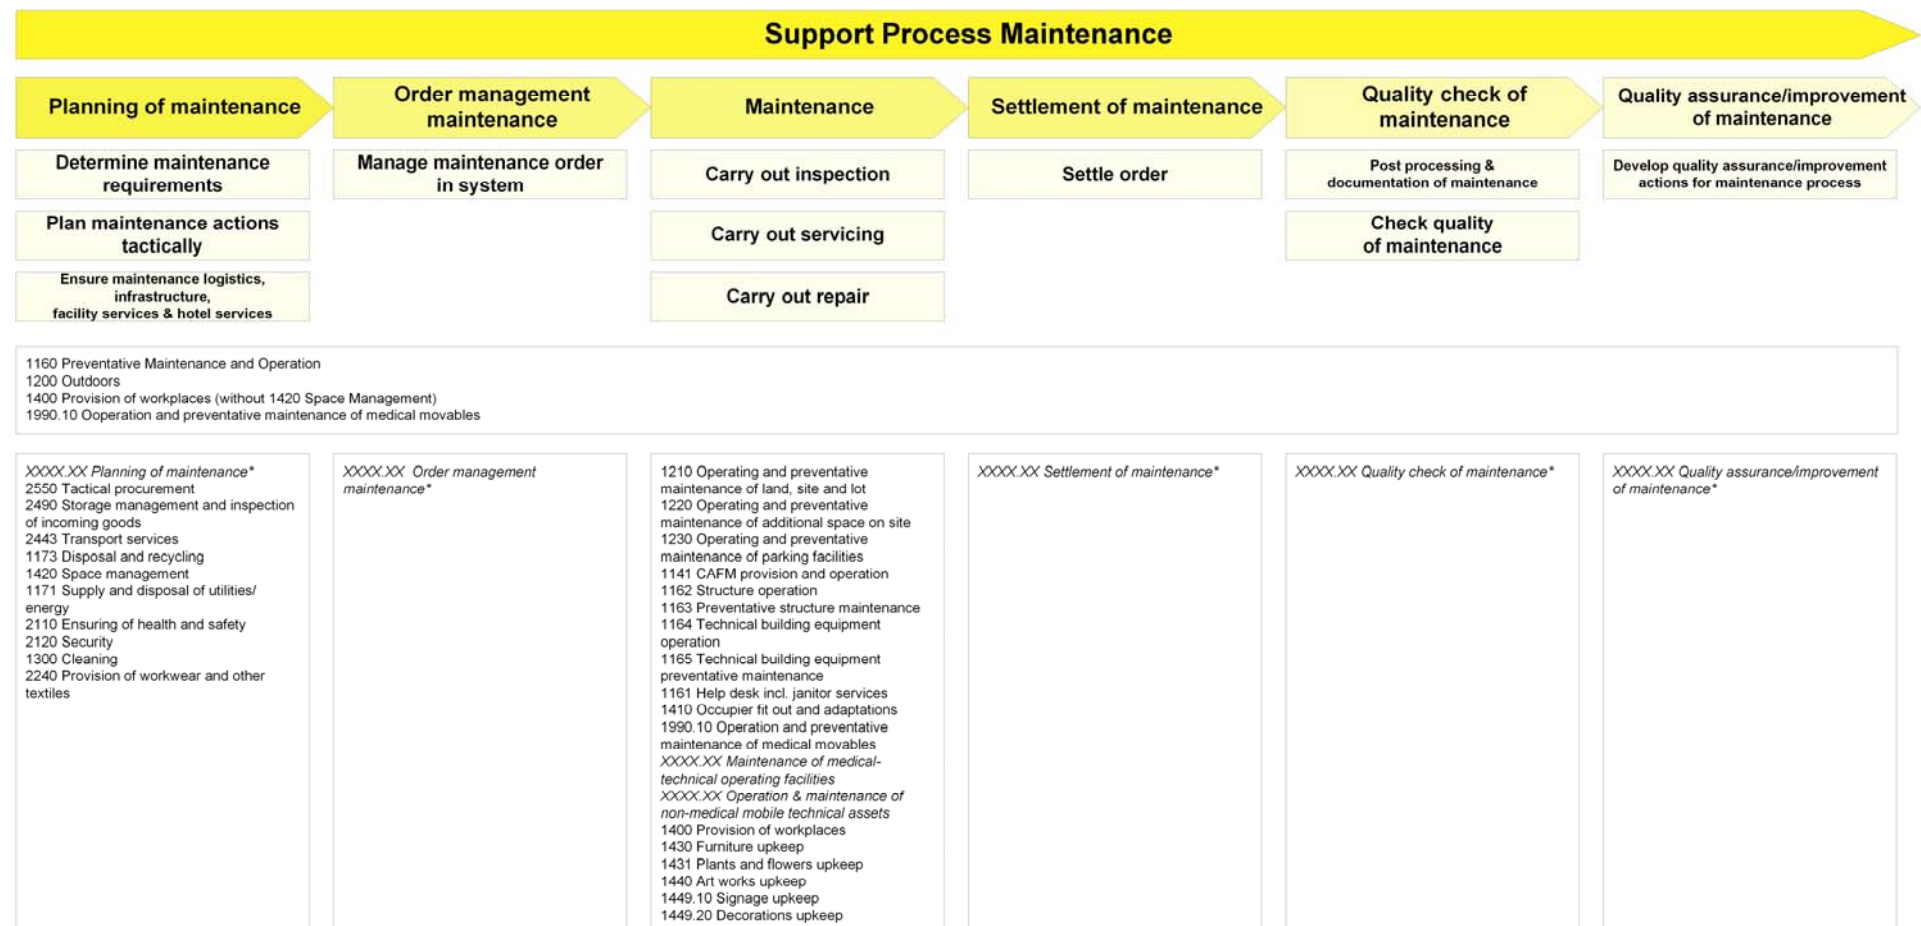 Support Process Maintenance
Planning of maintenance
Order management
maintenance
Maintenance
Settlement of maintenance
Quality check of
maintenance
Quality assurance/improvement
of maintenance
Determine maintenance
requirements
Manage maintenance order
in system
Carry out inspection
Settle order
Post processing &
documentation of maintenance
Develop quality assurance/improvement
actions for maintenance process
Plan maintenance actions
tactically
Carry out servicing
Check quality
of maintenance
Ensure maintenance logistics,
infrastructure,
facility services & hotel services
Carry out repair
1160 Preventative Maintenance and Operation
1200 Outdoors
1400 Provision of workplaces (without 1420 Space Management)
1990.10 Ooperation and preventative maintenance of medical movables
XXXX.XX Planning of maintenance*
2550 Tactical procurement
2490 Storage management and inspection
of incoming goods
2443 Transport services
1173 Disposal and recycling
1420 Space management
1171 Supply and disposal of utilities/
energy
2110 Ensuring of health and safety
2120 Security
1300 Cleaning
2240 Provision of workwear and other
textiles
XXXX.XX Order management
maintenance*
1210 Operating and preventative
maintenance of land, site and lot
1220 Operating and preventative
maintenance of additional space on site
1230 Operating and preventative
maintenance of parking facilities
1141 CAFM provision and operation
1162 Structure operation
1163 Preventative structure maintenance
1164 Technical building equipment
operation
1165 Technical building equipment
preventative maintenance
1161 Help desk incl. janitor services
1410 Occupier fit out and adaptations
1990.10 Operation and preventative
maintenance of medical movables
XXXX.XX Maintenance of medical-
technical operating facilities
XXXX.XX Operation & maintenance of
non-medical mobile technical assets
1400 Provision of workplaces
1430 Furniture upkeep
1431 Plants and flowers upkeep
1440 Art works upkeep
1449.10 Signage upkeep
1449.20 Decorations upkeep
XXXX.XX Settlement of maintenance*
XXXX.XX Quality check of maintenance*
XXXX.XX Quality assurance/improvement
of maintenance*